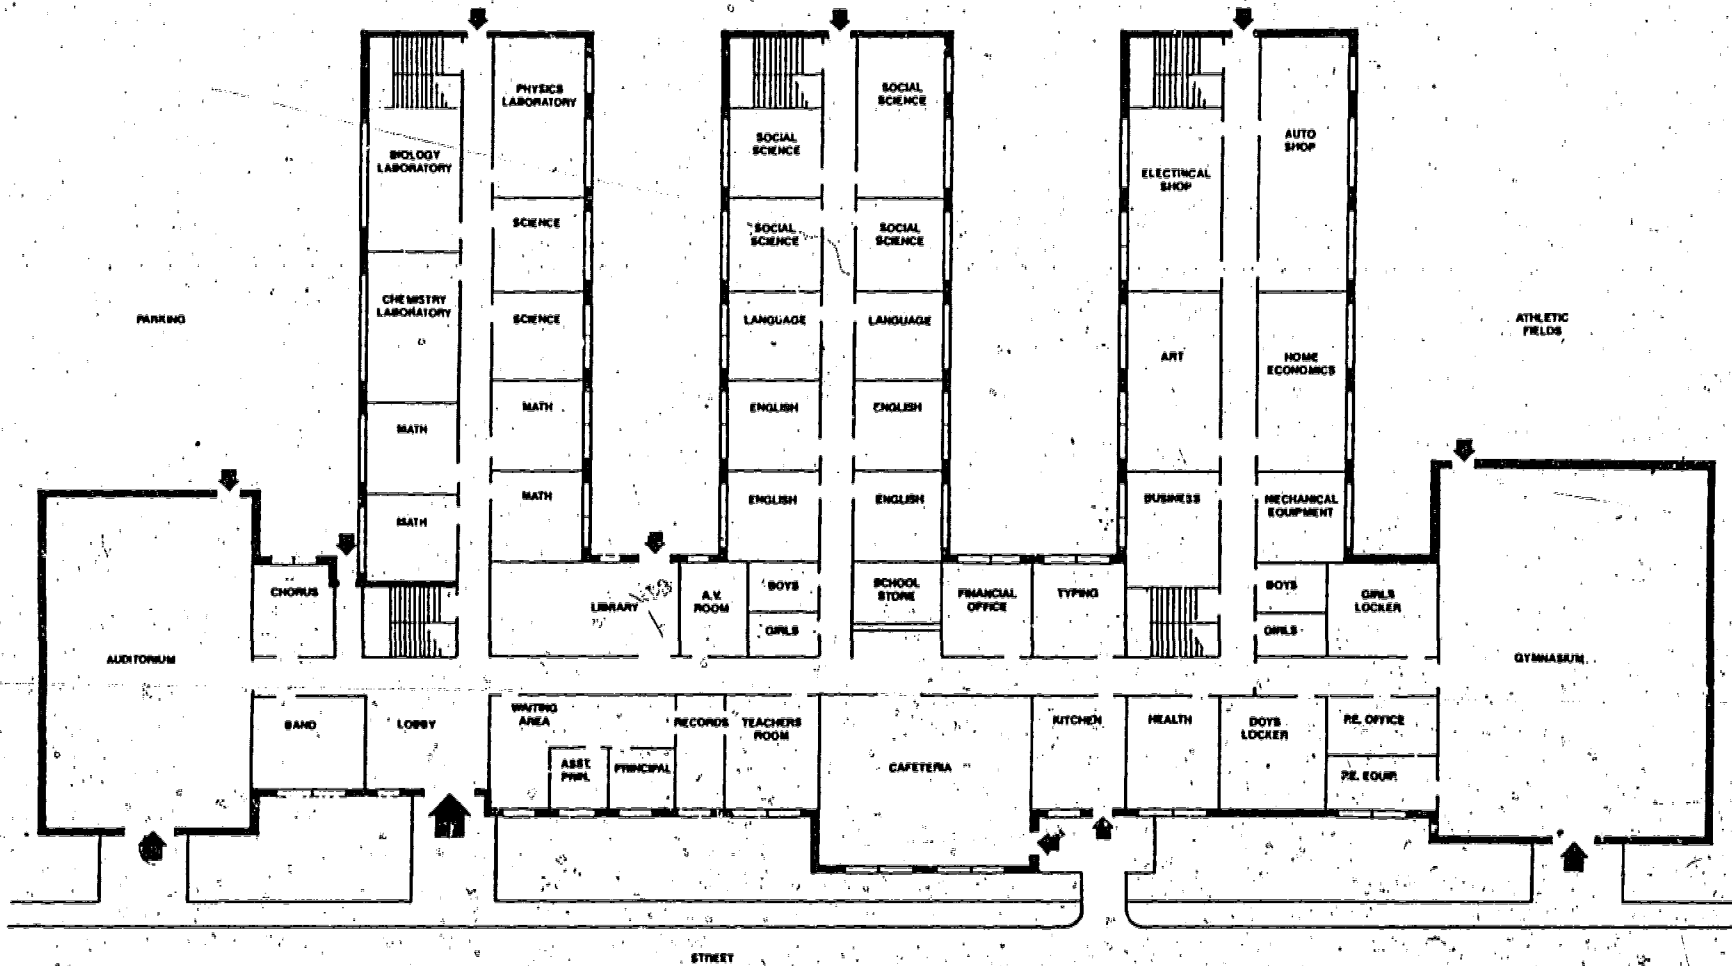 PHYSICS
LABORATORY
SOCIAL
SCIENCE
AUTO
SHOP
BIOLOGY
LABORATORY
SOCIAL
SCIENCE
ELECTRICAL
SHOP
SCIENCE
SOCIAL
SCIENCE
SOCIAL
SCIENCE
PARKING
CHEMISTRY
LABORATORY
SCIENCE
LANGUAGE
LANGUAGE
ART
HOME
ECONOMICS
ATHLETIC
FIELDS
MATH
MATH
ENGLISH
ENGLISH
MATH
MATH
ENGLISH
ENGLISH
BUSINESS
MECHANICAL
EQUIPMENT
CHORUS
LIBRARY
A.V.
ROOM
BOYS
GIRLS
SCHOOL
STORE
FINANCIAL
OFFICE
TYPING
BOYS
GIRLS
GIRLS
LOCKER
AUDITORIUM
GYMNASIUM
BAND
LOBBY
WAITING
AREA
ASST.
PRIN.
PRINCIPAL
RECORDS
TEACHERS
ROOM
CAFETERIA
KITCHEN
HEALTH
BOYS
LOCKER
P.E. OFFICE
P.E. EQUIP.
STREET